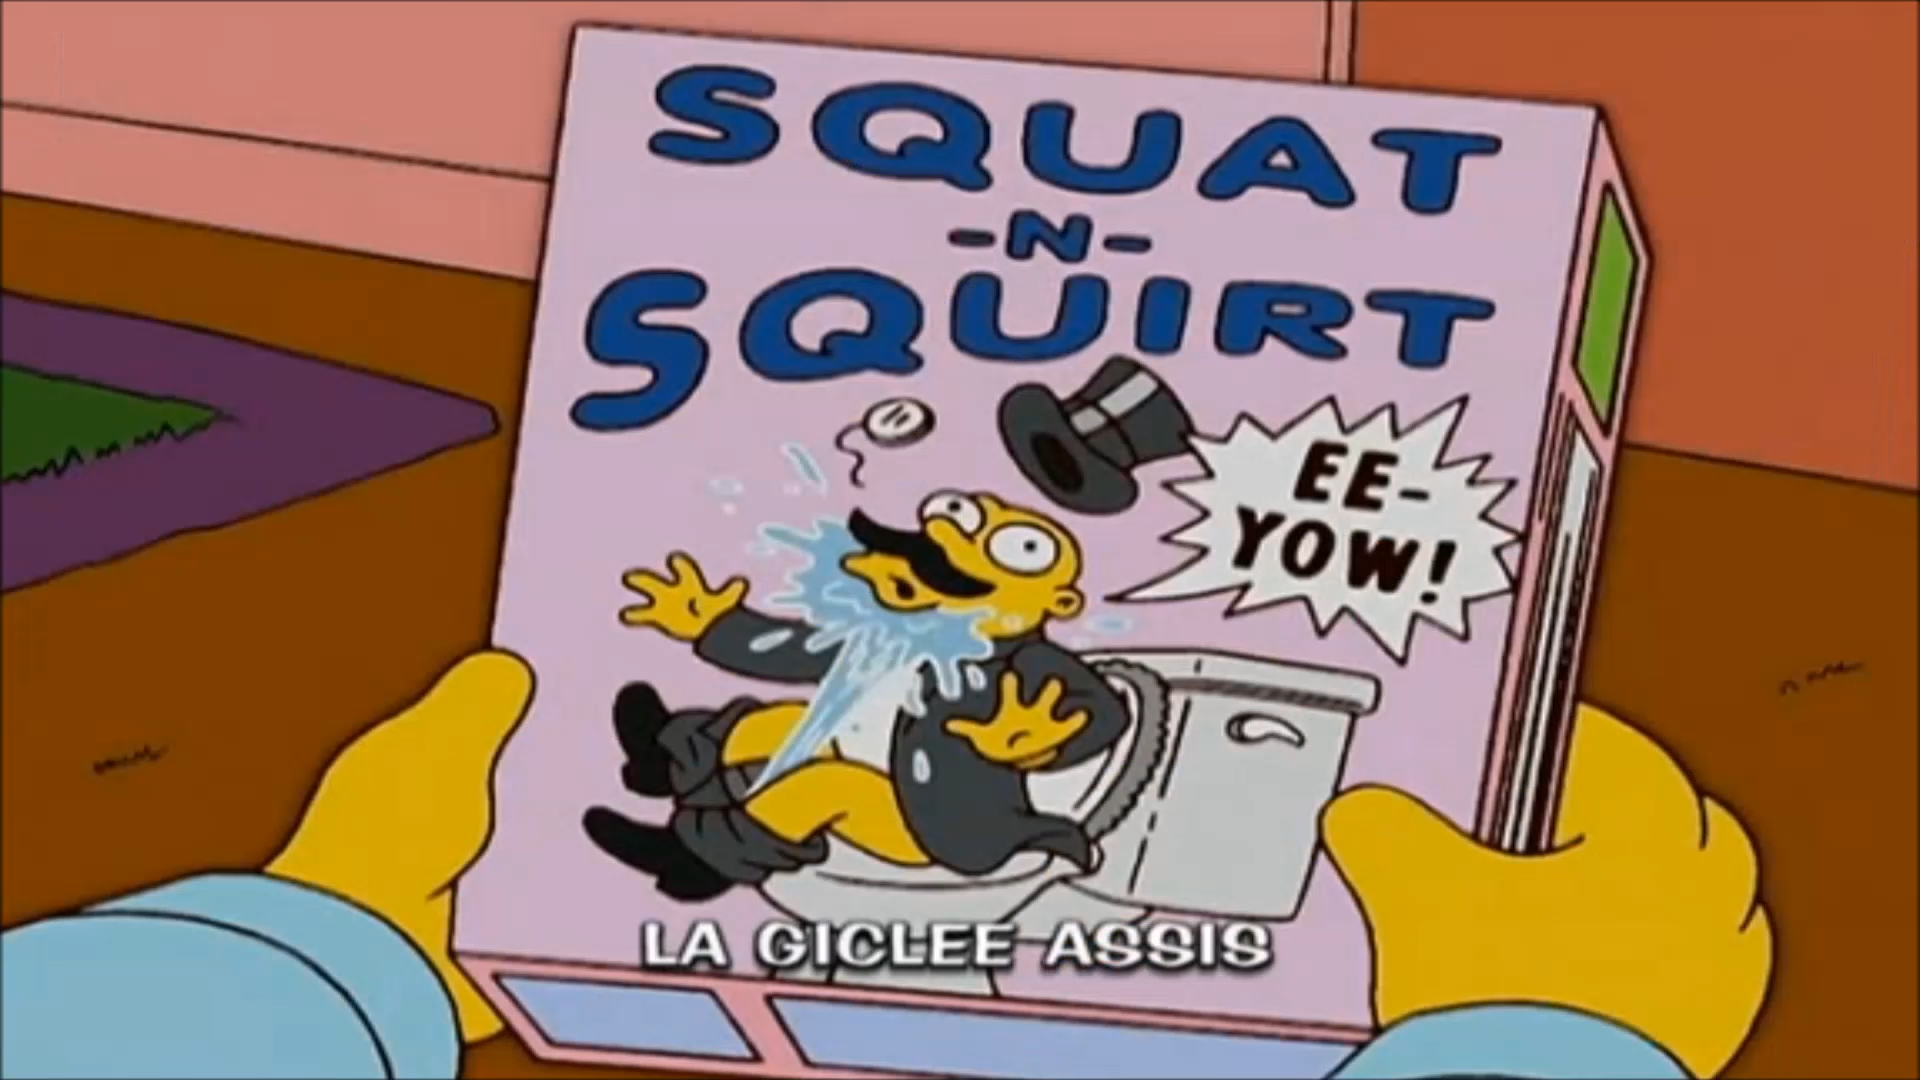 SQUAT
-N-
SQUIRT
EE-
YOW!
LA GICLEE ASSIS